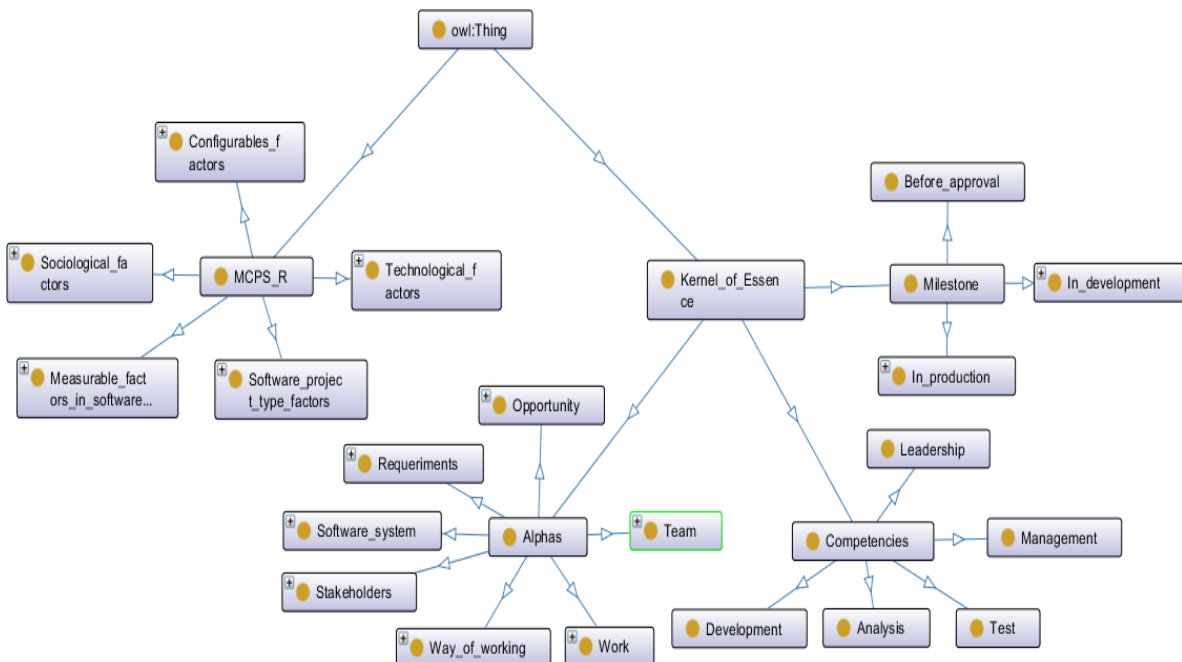 owl:Thing
Configurables_f
actors
Before_approval
Sociological_fa
ctors
MCPS_R
Technological_f
actors
Kernel_of_Essen
ce
Milestone
In_development
Measurable_fact
ors_in_software...
Software_projec
t_type_factors
In_production
Opportunity
Requeriments
Leadership
Software_system
Alphas
Team
Competencies
Management
Stakeholders
Way_of_working
Work
Development
Analysis
Test